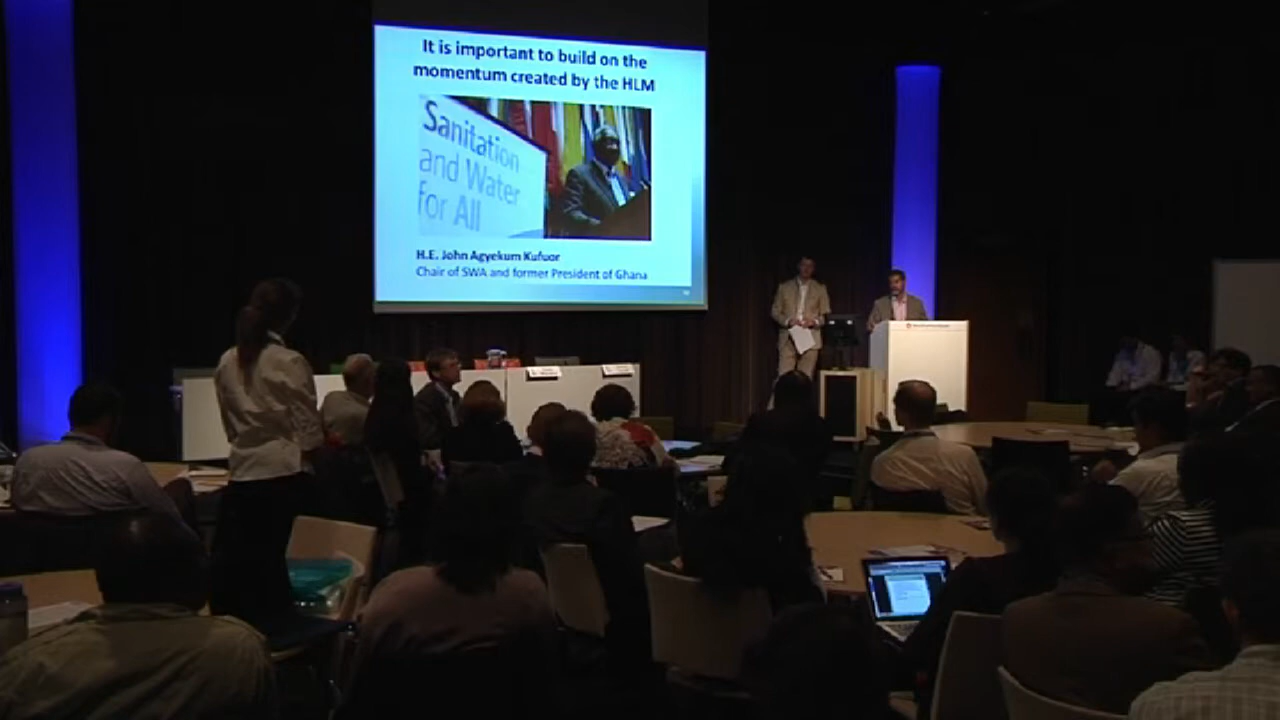 It is important to build on the
momentum created by the HLM
Sanitation
and Water
for All
H.E. John Agyekum Kufuor
Chair of SWA and former President of Ghana